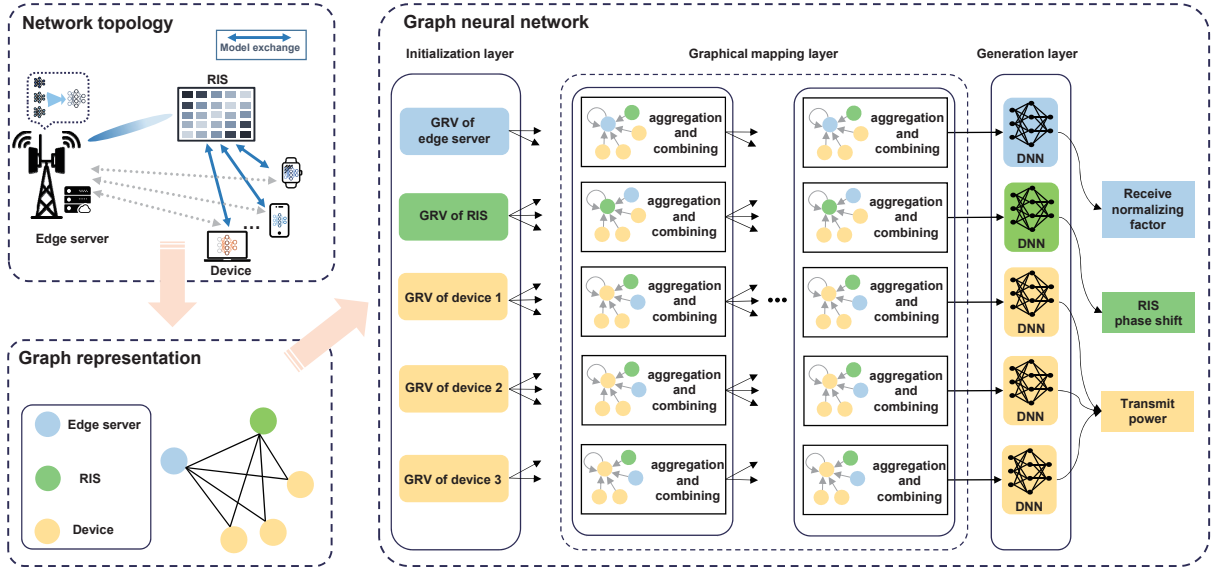 Network topology
Model exchange
RIS
Edge server
...
Device
Graph representation
Edge server
RIS
Device
Graph neural network
Initialization layer
Graphical mapping layer
Generation layer
GRV of
edge server
aggregation
and
combining
aggregation
and
combining
DNN
Receive
normalizing
factor
GRV of RIS
aggregation
and
combining
aggregation
and
combining
DNN
GRV of device 1
aggregation
and
combining
...
aggregation
and
combining
DNN
RIS
phase shift
GRV of device 2
aggregation
and
combining
aggregation
and
combining
DNN
Transmit
power
GRV of device 3
aggregation
and
combining
aggregation
and
combining
DNN